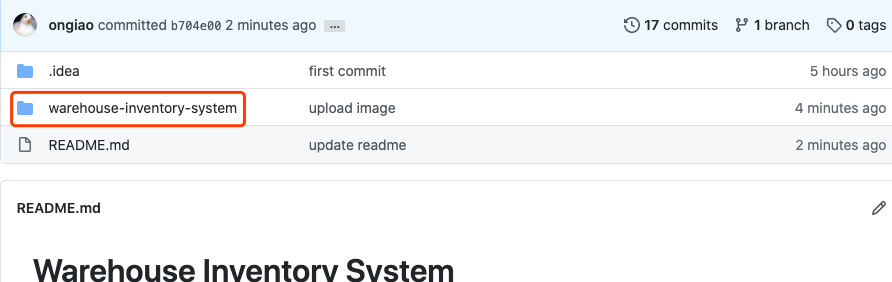 ongiao committed b704e00 2 minutes ago ... 17 commits 1 branch 0 tags
.idea first commit 5 hours ago
warehouse-inventory-system upload image 4 minutes ago
README.md update readme 2 minutes ago
README.md
Warehouse Inventory System